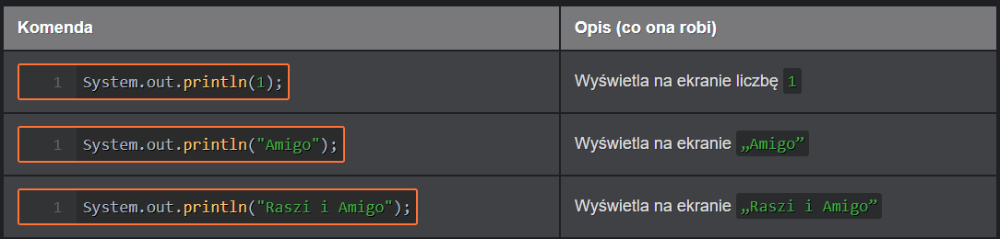 Komenda Opis (co ona robi)
1 System.out.println(1); Wyświetla na ekranie liczbę 1
1 System.out.println("Amigo"); Wyświetla na ekranie „Amigo”
1 System.out.println("Raszi i Amigo"); Wyświetla na ekranie „Raszi i Amigo”